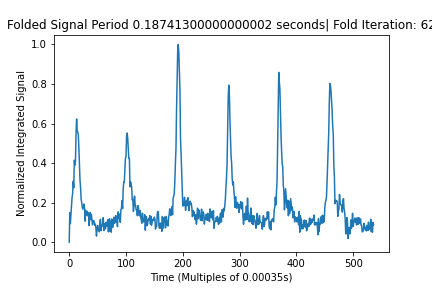 Folded Signal Period 0.18741300000000002 seconds| Fold Iteration: 62
Normalized Integrated Signal
1.0
0.8
0.6
0.4
0.2
0.0
0 100 200 300 400 500
Time (Multiples of 0.00035s)